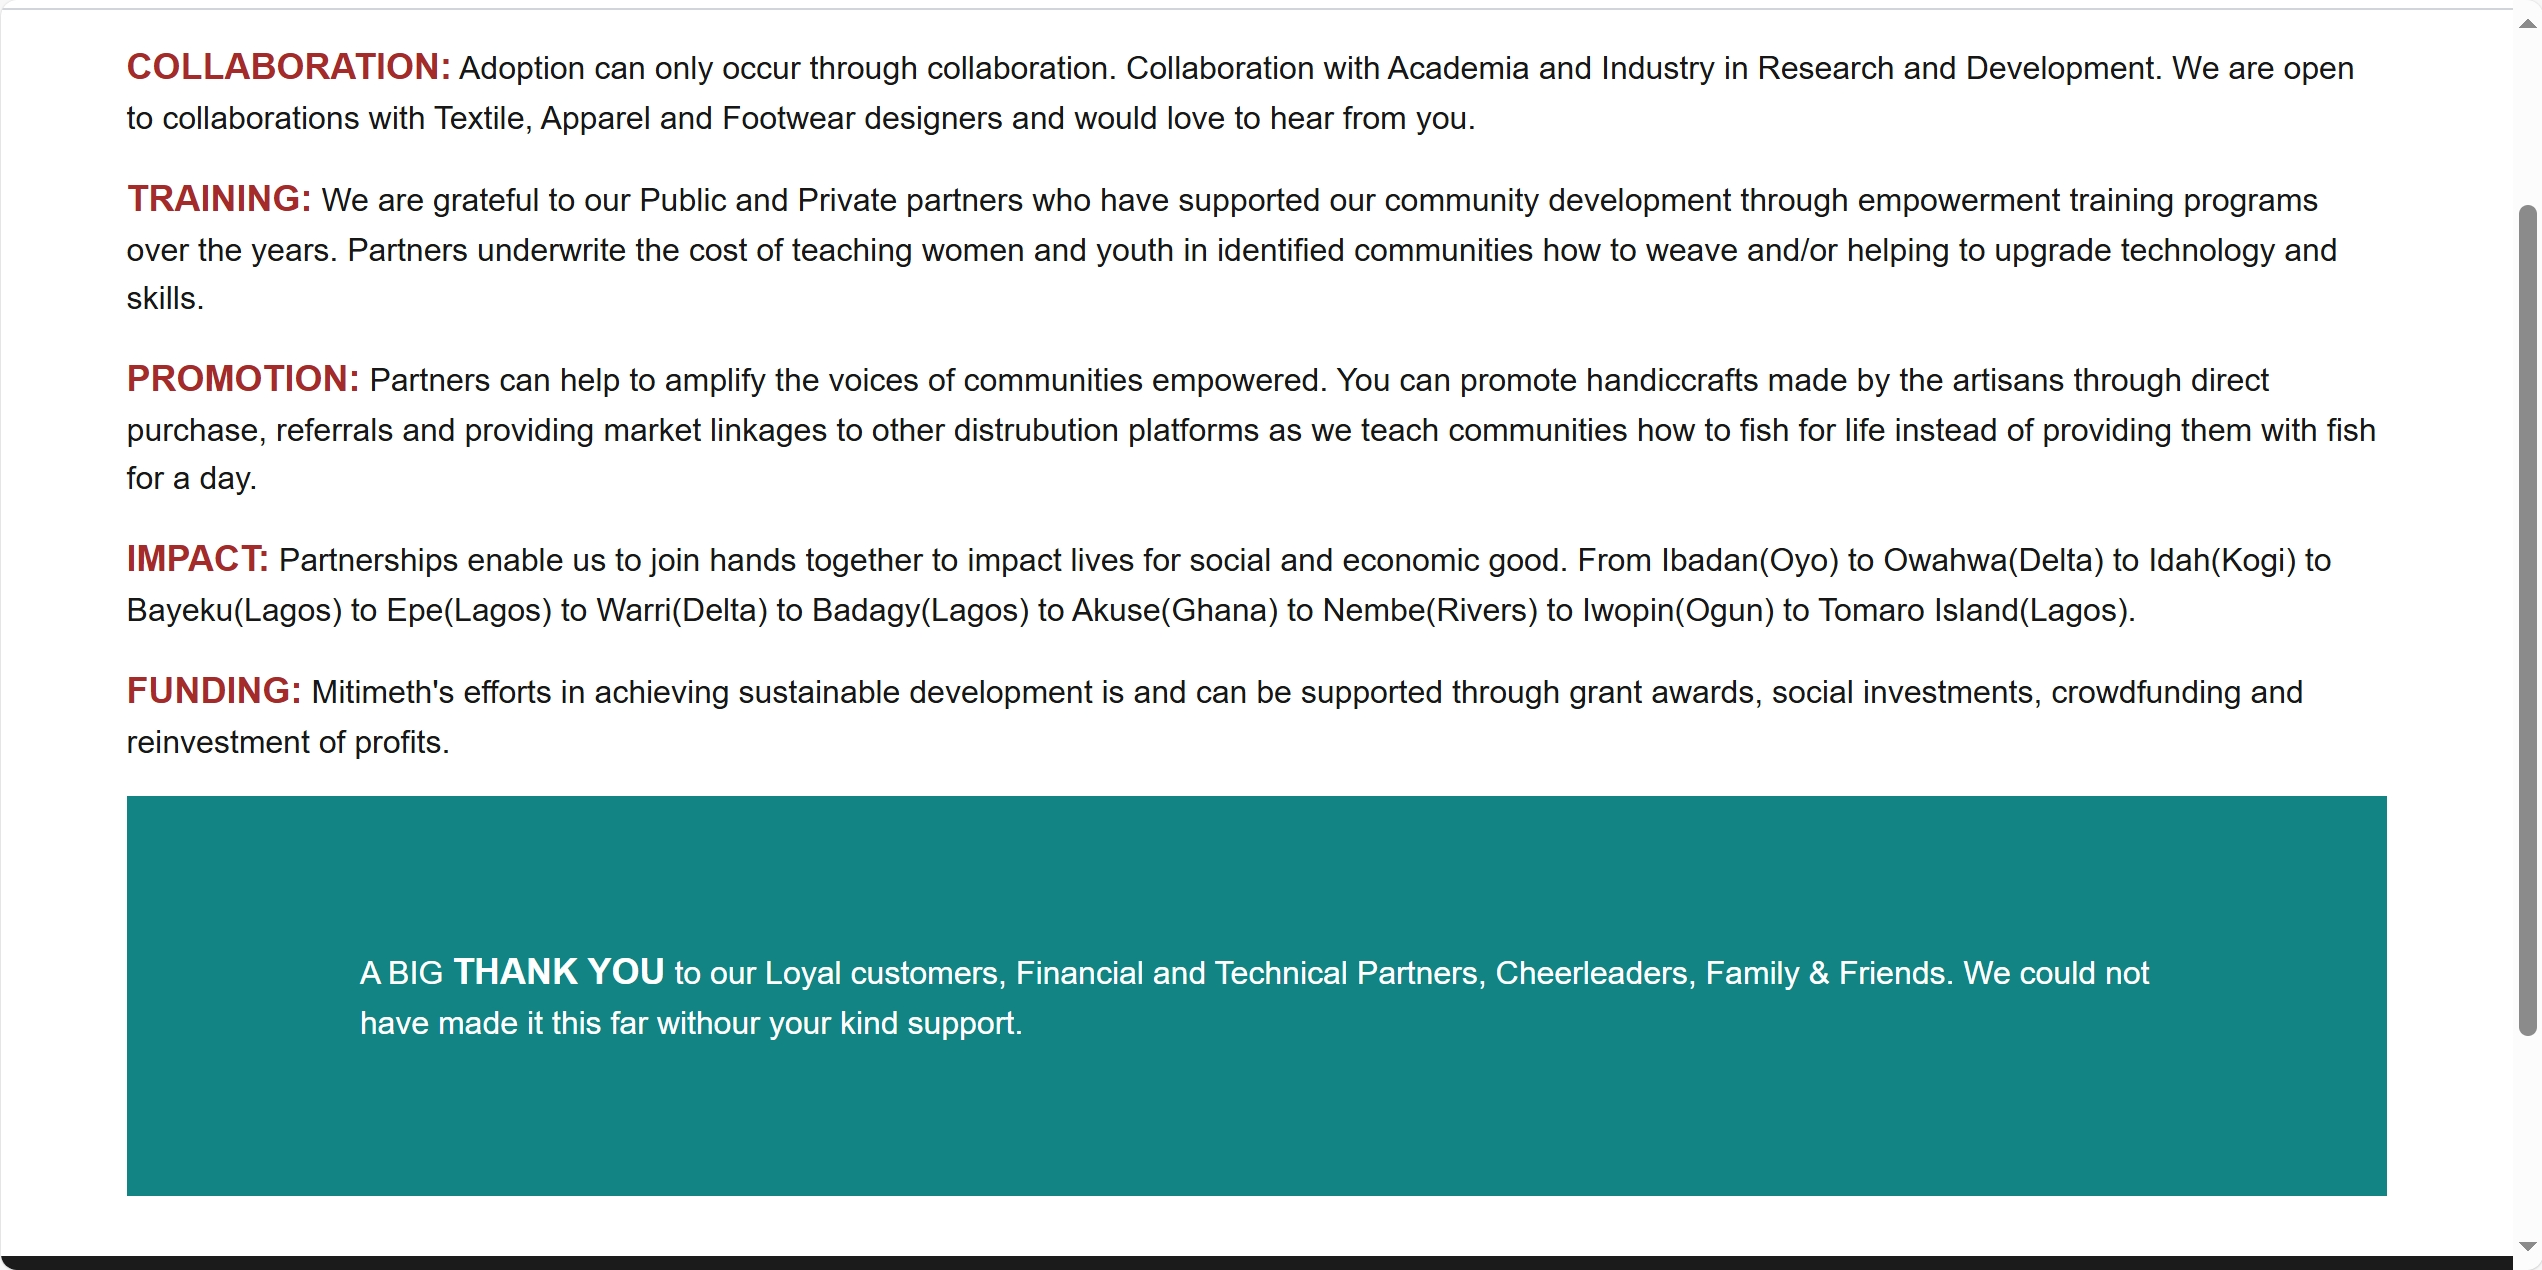 COLLABORATION: Adoption can only occur through collaboration. Collaboration with Academia and Industry in Research and Development. We are open
to collaborations with Textile, Apparel and Footwear designers and would love to hear from you.
TRAINING: We are grateful to our Public and Private partners who have supported our community development through empowerment training programs
over the years. Partners underwrite the cost of teaching women and youth in identified communities how to weave and/or helping to upgrade technology and
skills.
PROMOTION: Partners can help to amplify the voices of communities empowered. You can promote handiccrafts made by the artisans through direct
purchase, referrals and providing market linkages to other distrubution platforms as we teach communities how to fish for life instead of providing them with fish
for a day.
IMPACT: Partnerships enable us to join hands together to impact lives for social and economic good. From Ibadan(Oyo) to Owahwa(Delta) to Idah(Kogi) to
Bayeku(Lagos) to Epe(Lagos) to Warri(Delta) to Badagy(Lagos) to Akuse(Ghana) to Nembe(Rivers) to Iwopin(Ogun) to Tomaro Island(Lagos).
FUNDING: Mitimeth's efforts in achieving sustainable development is and can be supported through grant awards, social investments, crowdfunding and
reinvestment of profits.
A BIG THANK YOU to our Loyal customers, Financial and Technical Partners, Cheerleaders, Family & Friends. We could not
have made it this far withour your kind support.